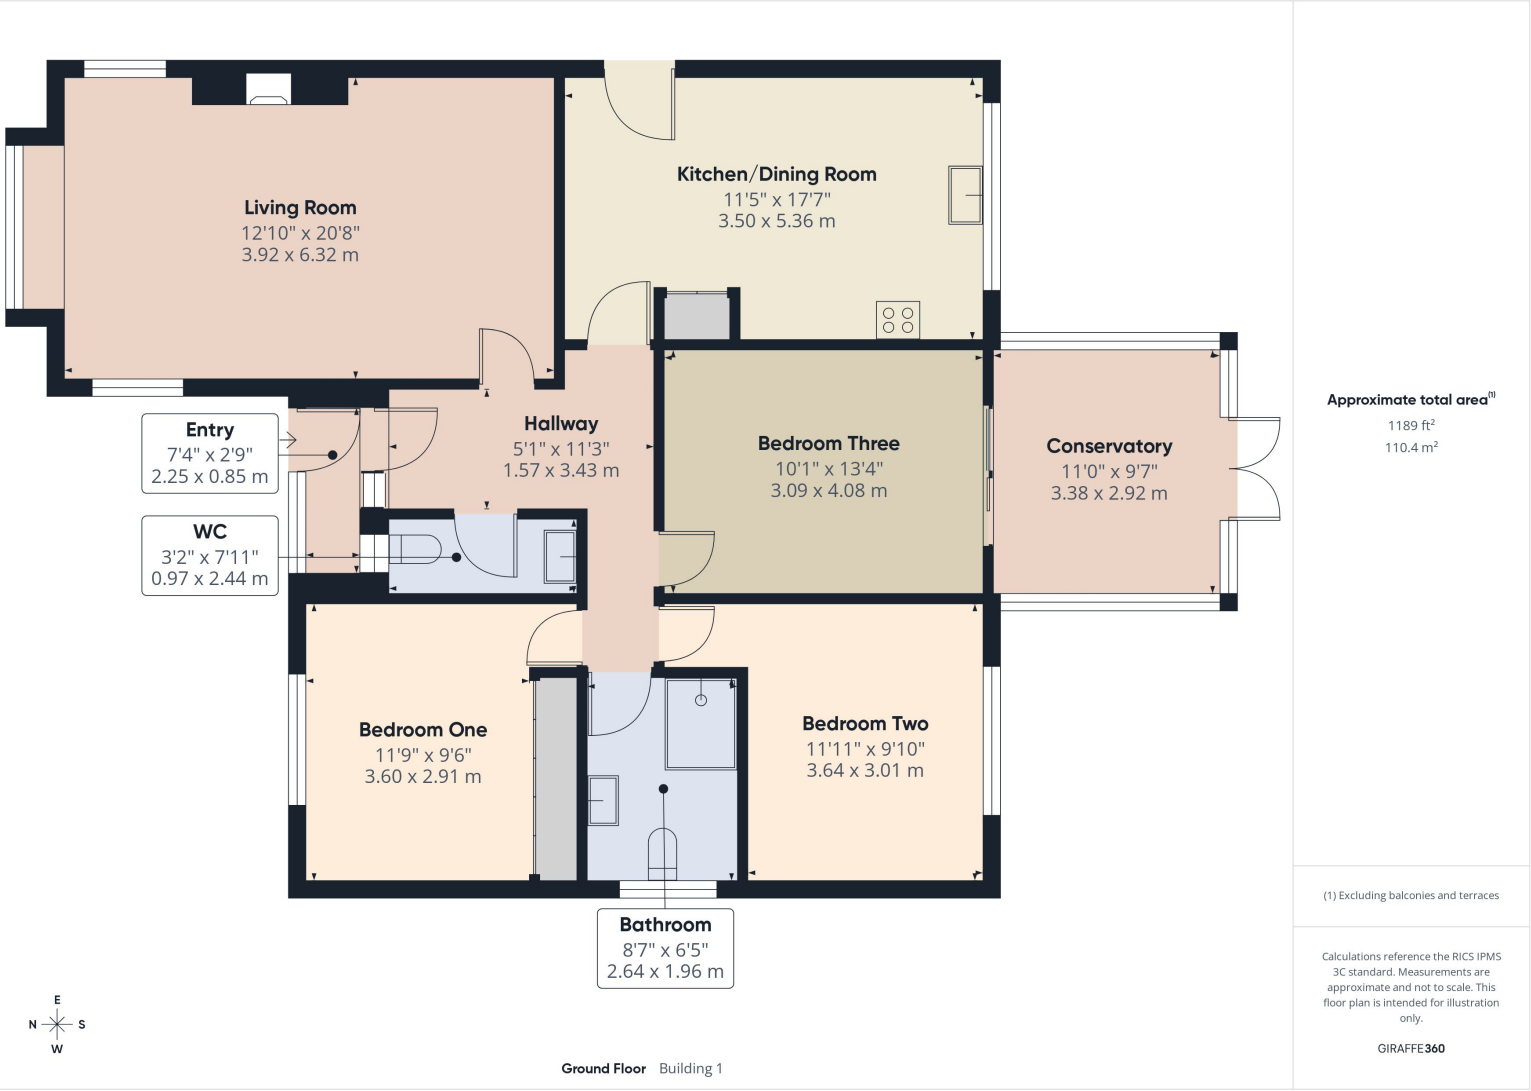 Living Room
12'10" x 20'8"
3.92 x 6.32 m
Kitchen/Dining Room
11'5" x 17'7"
3.50 x 5.36 m
Entry
7'4" x 2'9"
2.25 x 0.85 m
Hallway
5'1" x 11'3"
1.57 x 3.43 m
Bedroom Three
10'1" x 13'4"
3.09 x 4.08 m
Conservatory
11'0" x 9'7"
3.38 x 2.92 m
WC
3'2" x 7'11"
0.97 x 2.44 m
Bedroom One
11'9" x 9'6"
3.60 x 2.91 m
Bedroom Two
11'11" x 9'10"
3.64 x 3.01 m
Bathroom
8'7" x 6'5"
2.64 x 1.96 m
E
N S
W
Ground Floor Building 1
Approximate total area(1)
1189 ft²
110.4 m²
(1) Excluding balconies and terraces
Calculations reference the RICS IPMS
3C standard. Measurements are
approximate and not to scale. This
floor plan is intended for illustration
only.
GIRAFFE360